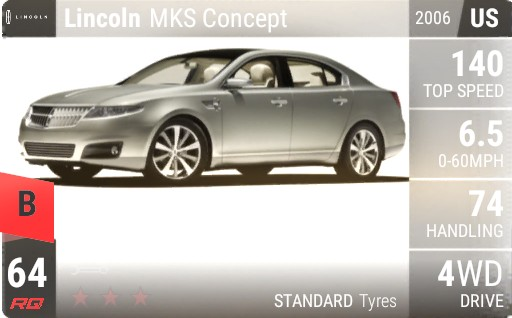 LINCOLN Lincoln MKS Concept 2006 US
140
TOP SPEED
6.5
0-60MPH
74
HANDLING
4WD
DRIVE
B
64
RQ
STANDARD Tyres